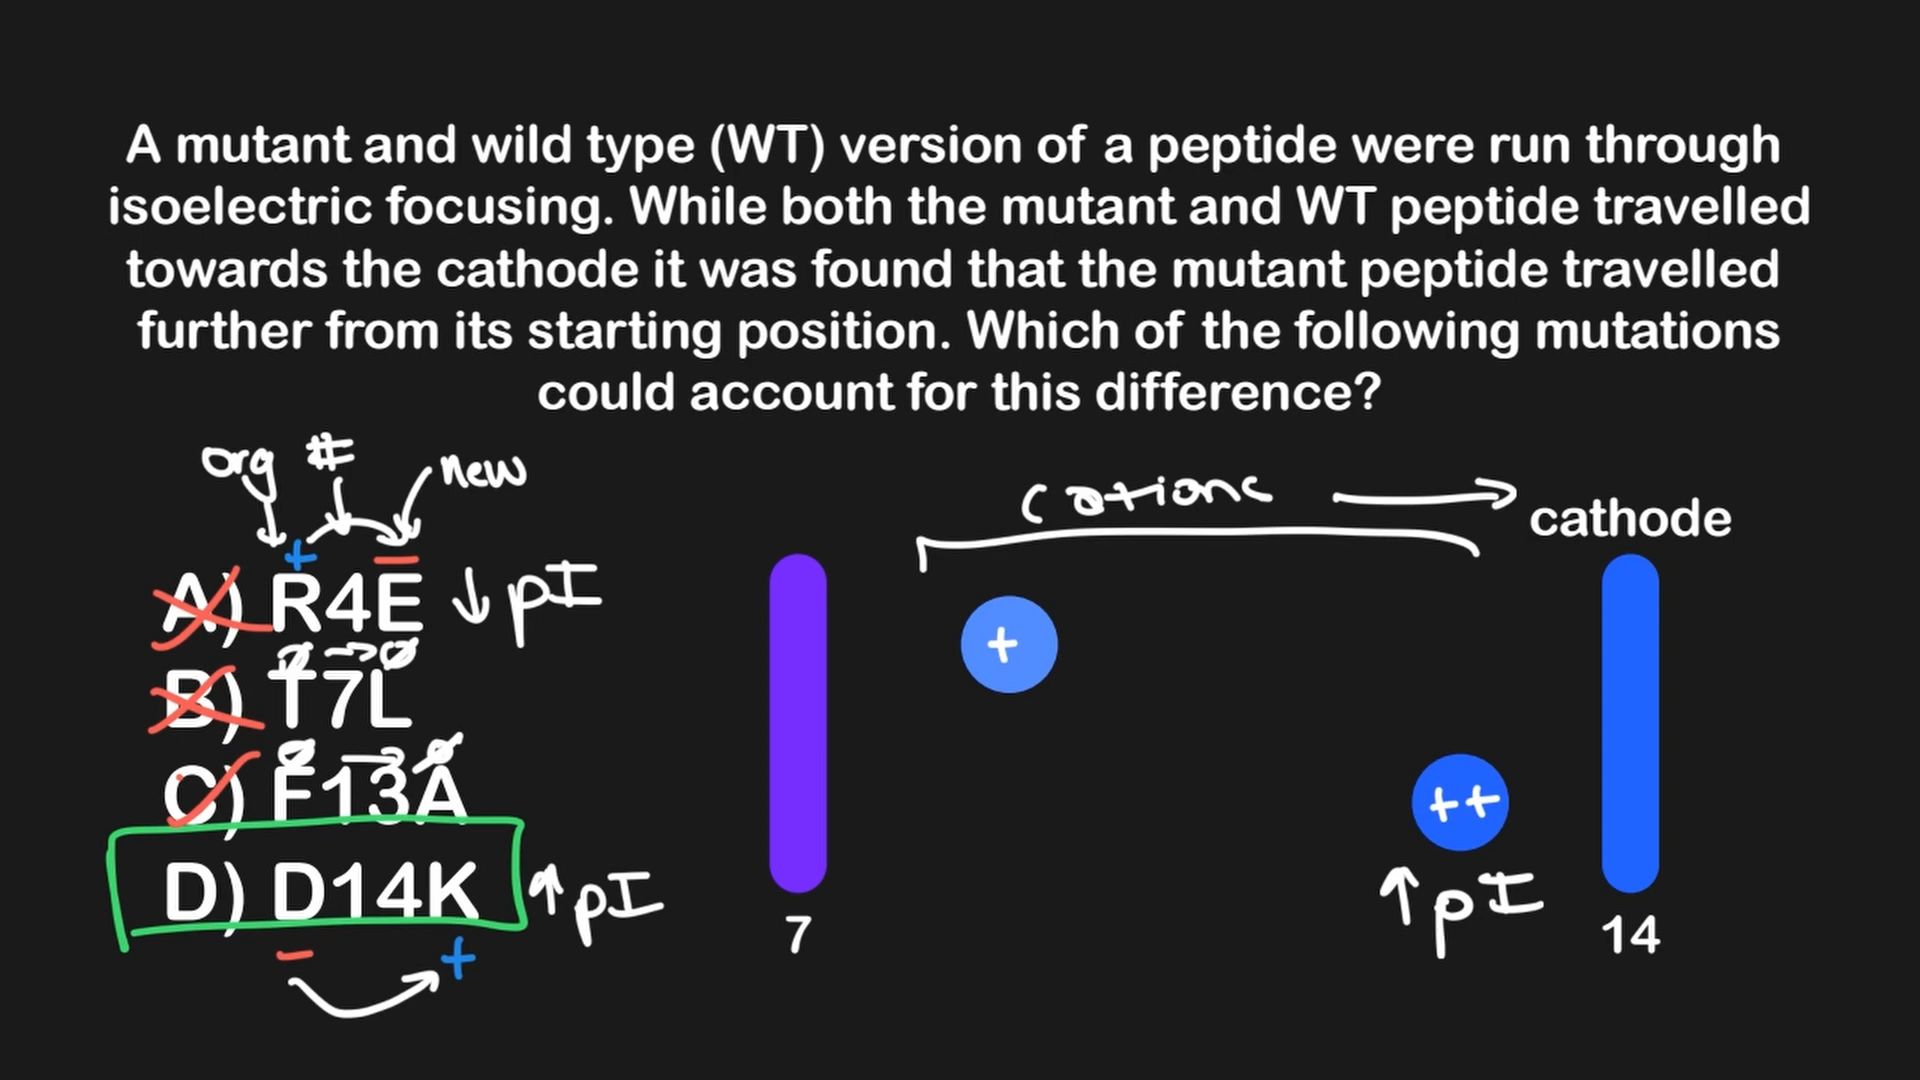 A mutant and wild type (WT) version of a peptide were run through
isoelectric focusing. While both the mutant and WT peptide travelled
towards the cathode it was found that the mutant peptide travelled
further from its starting position. Which of the following mutations
could account for this difference?
org # new
+ −
A) R4E ↓ pI
Ø → Ø
B) T7L
Ø → Ø
C) F13A
D) D14K ↑ pI
− +
cations → cathode
+
++
↑ pI
7 14